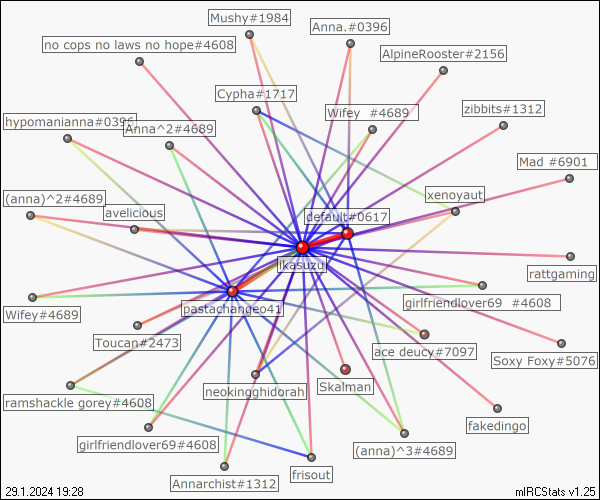 Mushy#1984
Anna.#0396
no cops no laws no hope#4608
AlpineRooster#2156
Cypha#1717
zibbits#1312
Wifey #4689
hypomanianna#0396
Anna^2#4689
Mad #6901
xenoyaut
(anna)^2#4689
avelicious
default#0617
ikasuzu
rattgaming
girlfriendlover69 #4608
pastachangeo41
Wifey#4689
Toucan#2473
ace deucy#7097
Soxy Foxy#5076
Skalman
neokingghidorah
ramshackle gorey#4608
fakedingo
girlfriendlover69#4608
(anna)^3#4689
frisout
Annarchist#1312
29.1.2024 19:28
mIRCStats v1.25